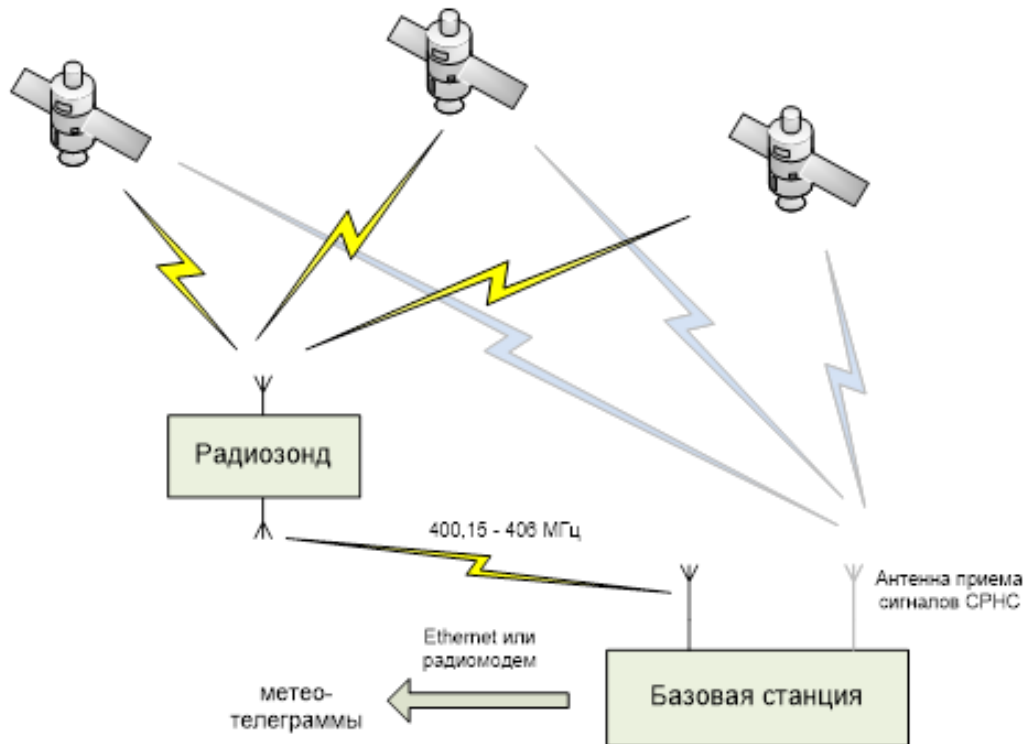 Радиозонд
400,15 - 406 МГц
Антенна приема
сигналов СРНС
Ethernet или
радиомодем
метео-
телеграммы
Базовая станция